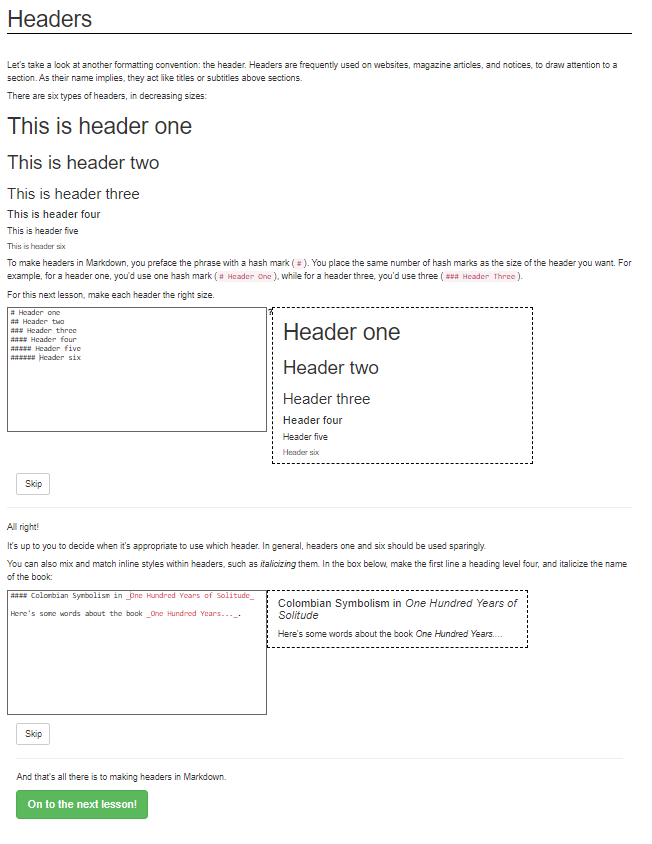 Headers
Let's take a look at another formatting convention: the header. Headers are frequently used on websites, magazine articles, and notices, to draw attention to a
section. As their name implies, they act like titles or subtitles above sections.
There are six types of headers, in decreasing sizes:
This is header one
This is header two
This is header three
This is header four
This is header five
This is header six
To make headers in Markdown, you preface the phrase with a hash mark ( # ). You place the same number of hash marks as the size of the header you want. For
example, for a header one, you'd use one hash mark ( # Header One ), while for a header three, you'd use three ( ### Header Three ).
For this next lesson, make each header the right size.
# Header one
## Header two
### Header three
#### Header four
##### Header five
###### Header six
Header one
Header two
Header three
Header four
Header five
Header six
Skip
All right!
It's up to you to decide when it's appropriate to use which header. In general, headers one and six should be used sparingly.
You can also mix and match inline styles within headers, such as italicizing them. In the box below, make the first line a heading level four, and italicize the name
of the book:
#### Colombian Symbolism in _One Hundred Years of Solitude_
Here's some words about the book _One Hundred Years..._.
Colombian Symbolism in One Hundred Years of
Solitude
Here's some words about the book One Hundred Years....
Skip
And that's all there is to making headers in Markdown.
On to the next lesson!